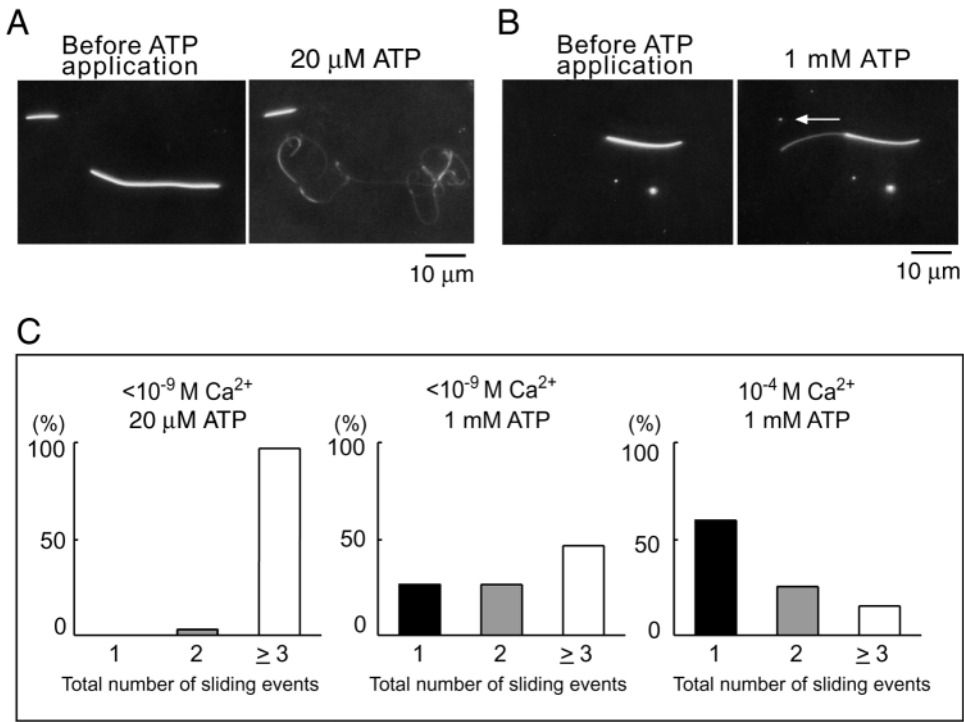 A
Before ATP
application
20 μM ATP
10 μm
B
Before ATP
application
1 mM ATP
10 μm
C
<10⁻⁹ M Ca²⁺
20 μM ATP
(%)
100
50
0
1 2 ≥ 3
Total number of sliding events
<10⁻⁹ M Ca²⁺
1 mM ATP
(%)
100
50
0
1 2 ≥ 3
Total number of sliding events
10⁻⁴ M Ca²⁺
1 mM ATP
(%)
100
50
0
1 2 ≥ 3
Total number of sliding events